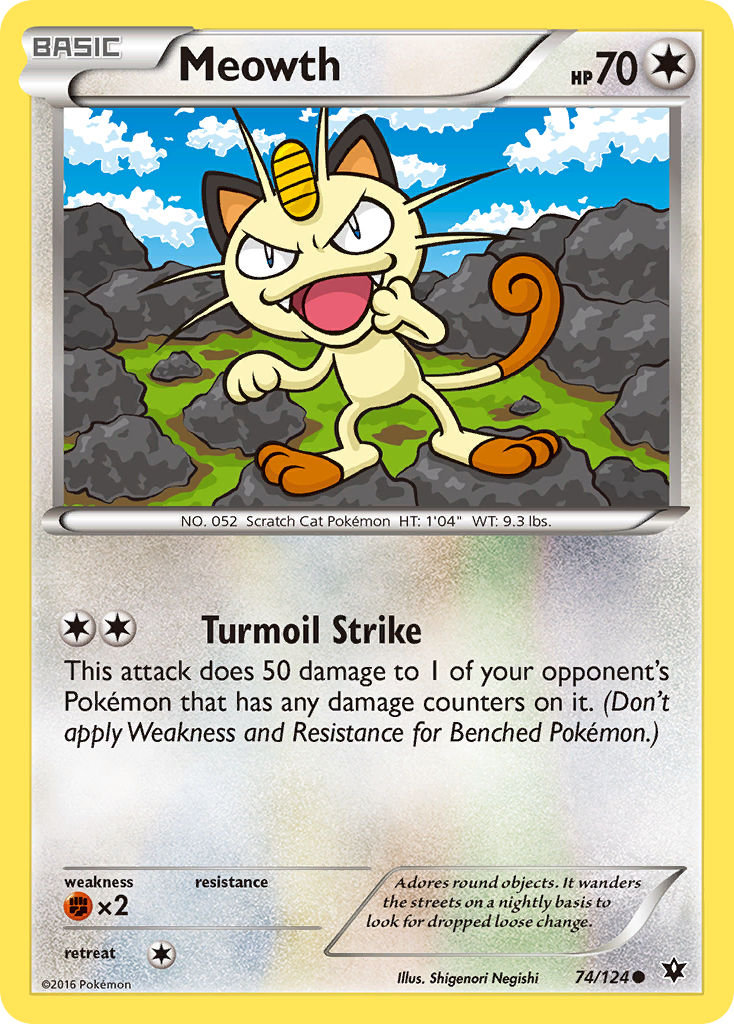 BASIC
Meowth
HP70
NO. 052 Scratch Cat Pokémon HT: 1'04" WT: 9.3 lbs.
Turmoil Strike
This attack does 50 damage to 1 of your opponent's
Pokémon that has any damage counters on it. (Don't
apply Weakness and Resistance for Benched Pokémon.)
weakness
resistance
×2
retreat
Adores round objects. It wanders
the streets on a nightly basis to
look for dropped loose change.
©2016 Pokémon
Illus. Shigenori Negishi
74/124